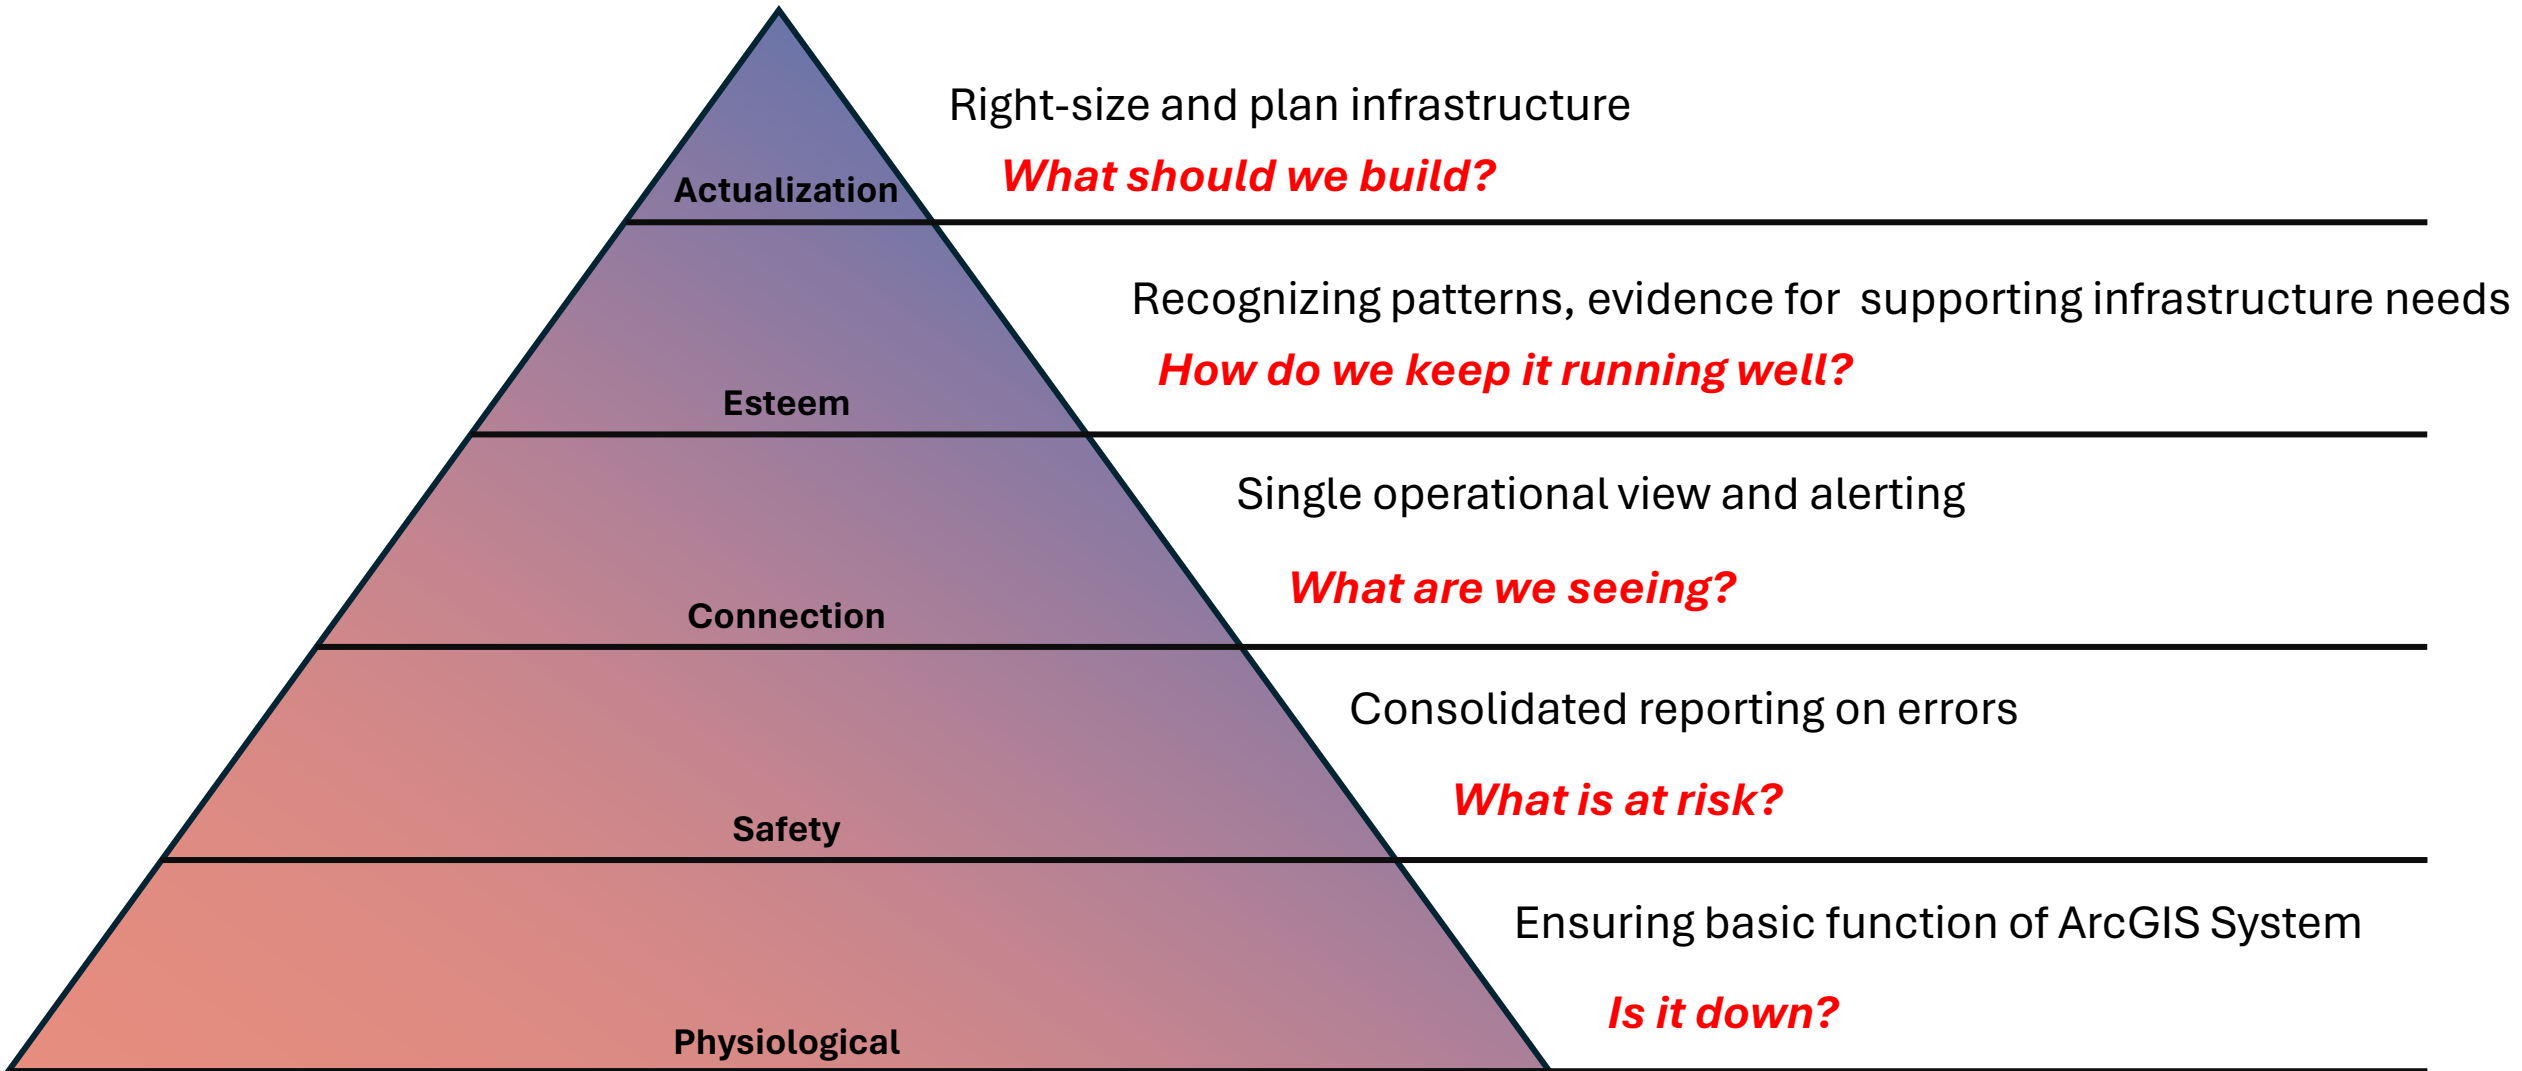 Right-size and plan infrastructure
What should we build?
Actualization
Recognizing patterns, evidence for  supporting infrastructure needs
How do we keep it running well?
Esteem
Single operational view and alerting
What are we seeing?
Connection
Consolidated reporting on errors
What is at risk?
Safety
Ensuring basic function of ArcGIS System
Is it down?
Physiological